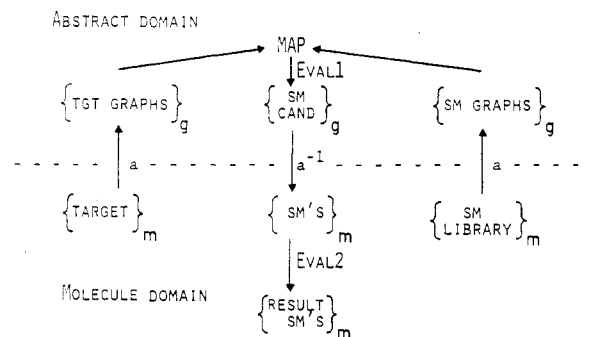 ABSTRACT DOMAIN
MAP
EVAL1
{TGT GRAPHS}g
{SM CAND}g
{SM GRAPHS}g
a
a-1
a
{TARGET}m
{SM'S}m
{SM LIBRARY}m
EVAL2
MOLECULE DOMAIN
{RESULT SM'S}m